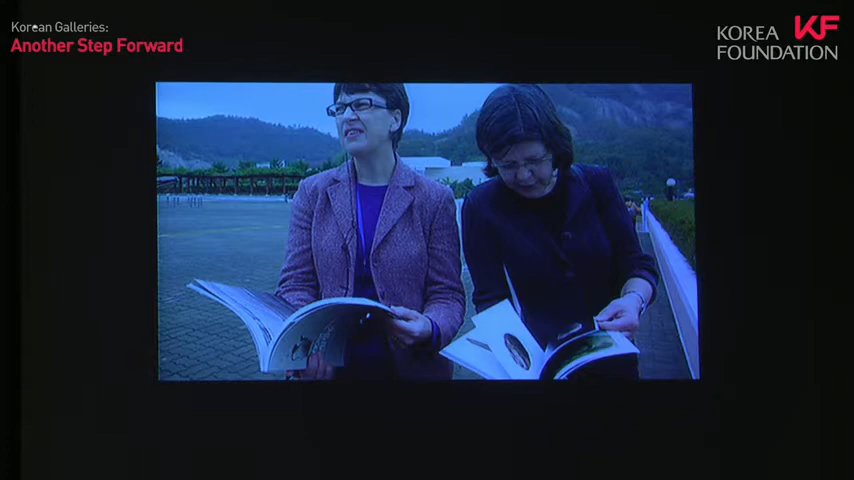 Korean Galleries:
Another Step Forward
KOREA KF
FOUNDATION